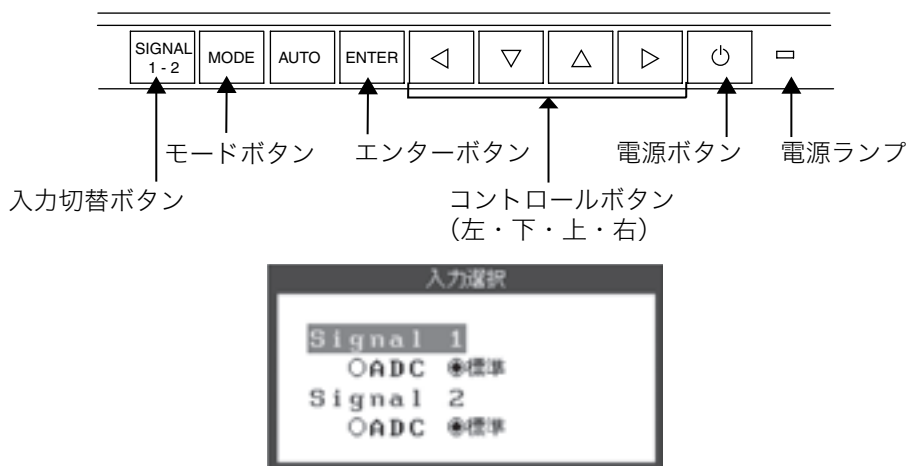 SIGNAL
1 - 2
MODE
AUTO
ENTER
モードボタン
エンターボタン
電源ボタン
電源ランプ
入力切替ボタン
コントロールボタン
（左・下・上・右）
入力選択
Signal 1
○ADC ◉標準
Signal 2
○ADC ◉標準